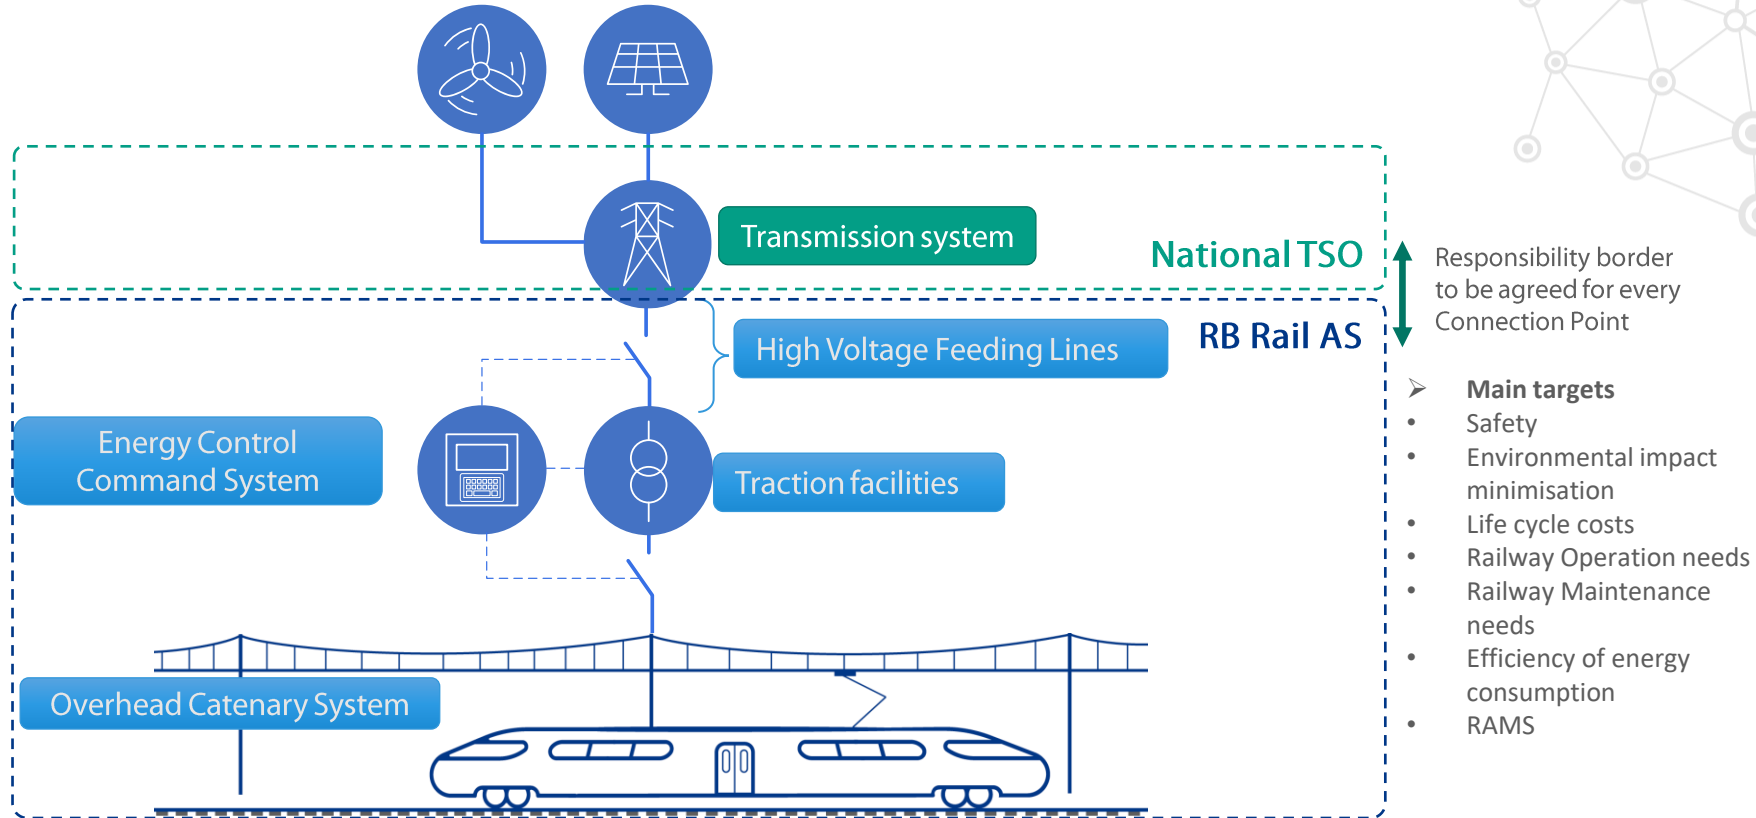 Transmission system
National TSO
Responsibility border
to be agreed for every
Connection Point
RB Rail AS
High Voltage Feeding Lines
Energy Control
Command System
Traction facilities
Overhead Catenary System
➢ Main targets
• Safety
• Environmental impact
minimisation
• Life cycle costs
• Railway Operation needs
• Railway Maintenance
needs
• Efficiency of energy
consumption
• RAMS